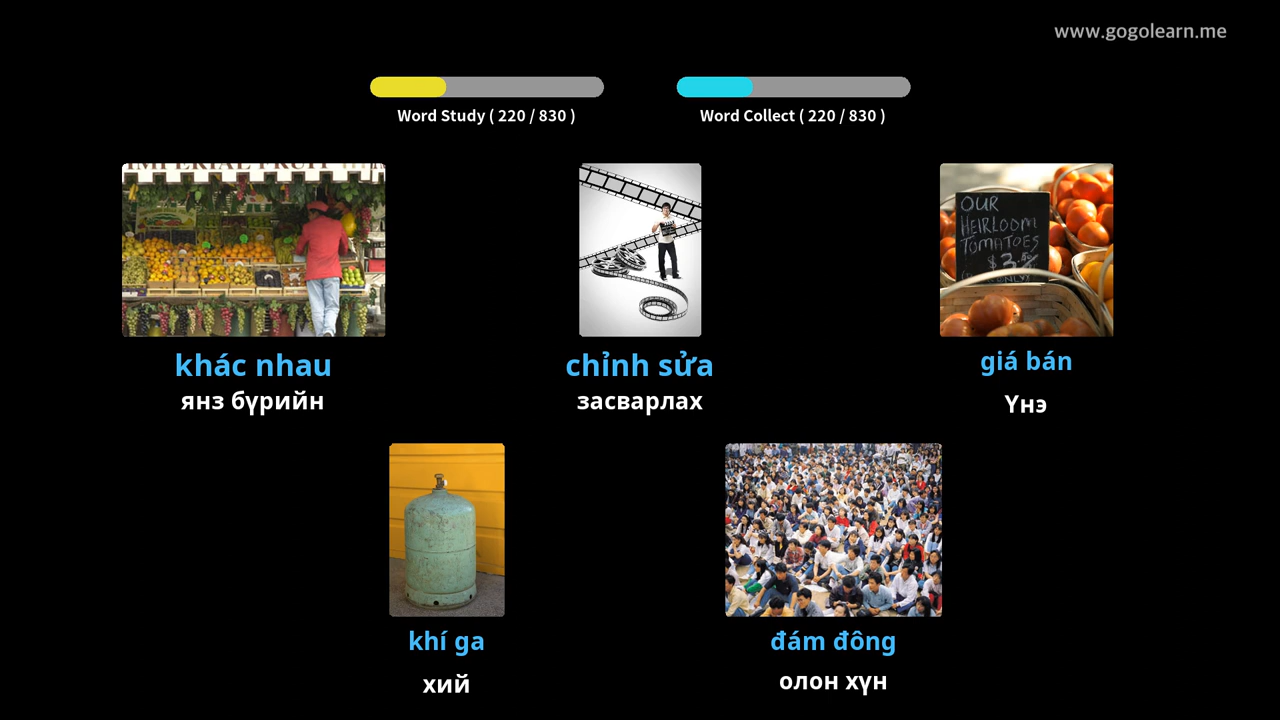 www.gogolearn.me
Word Study ( 220 / 830 )
Word Collect ( 220 / 830 )
OUR
HEIRLOOM
TOMATOES
khác nhau
янз бүрийн
chỉnh sửa
засварлах
giá bán
Үнэ
khí ga
хий
đám đông
олон хүн